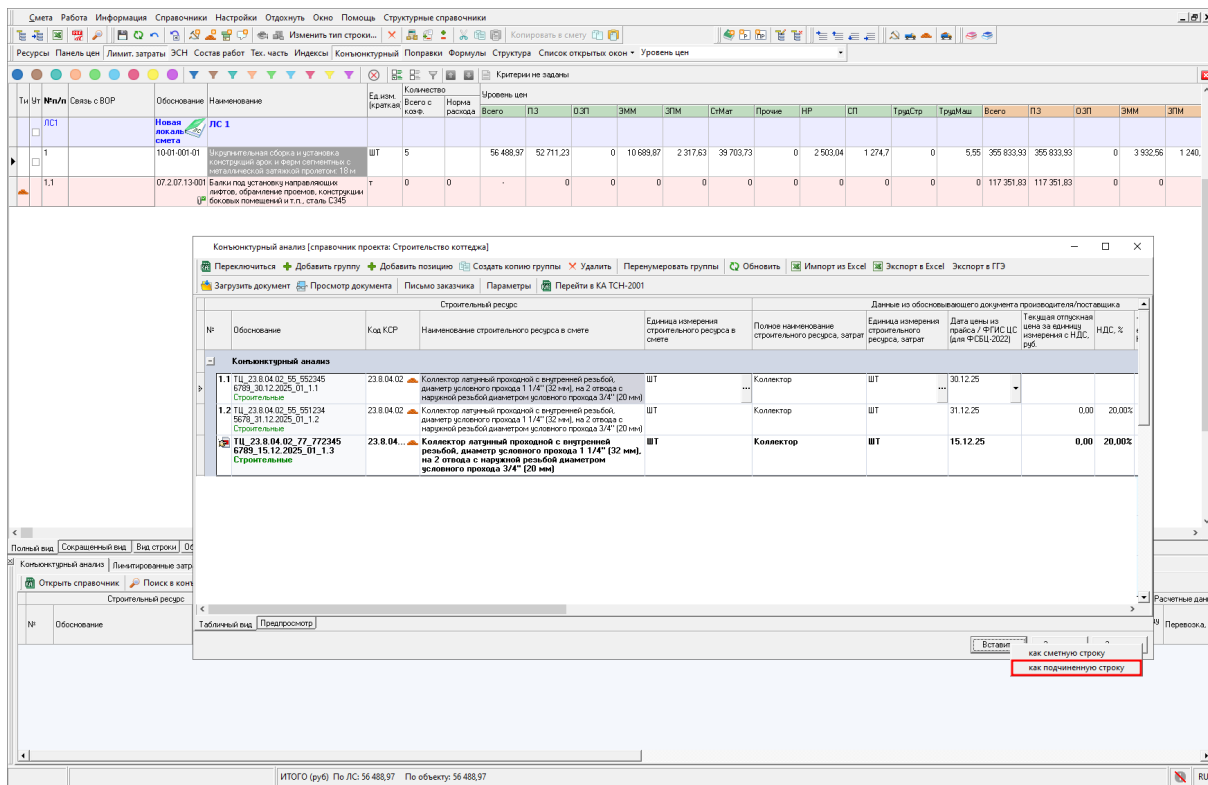 Смета Работа Информация Справочники Настройки Отдохнуть Окно Помощь Структурные справочники
Изменить тип строки... Копировать в смету
Ресурсы Панель цен Лимит. затраты ЭСН Состав работ Тех. часть Индексы Конъюнктурный Поправки Формулы Структура Список открытых окон Уровень цен
Критерии не заданы
Ти Ут №п/п Связь с ВОР Обоснование Наименование Ед.изм. (краткая) Количество Уровень цен
Всего с коэф. Норма расхода Всего ПЗ ОЗП ЭММ ЗПМ СтМат Прочие НР СП ТрудСтр ТрудМаш Всего ПЗ ОЗП ЭММ ЗПМ
ЛС1 Новая локальная смета ЛС 1
1 10-01-001-01 Укрупнительная сборка и установка ШТ 5 56 488,97 52 711,23 0 10 689,87 2 317,63 39 703,73 0 2 503,04 1 274,7 0 5,55 355 833,93 355 833,93 0 3 932,56 1 240,
конструкций арок и ферм сегментных с
металлической затяжкой пролетом: 18 м
1,1 07.2.07.13-001 Балки под установку направляющих т 0 0 - 0 0 0 0 0 0 0 0 0 0 117 351,83 117 351,83 0 0
лифтов, обрамление проемов, конструкции
боковых помещений и т.п., сталь С345
Конъюнктурный анализ [справочник проекта: Строительство коттеджа]
Переключиться Добавить группу Добавить позицию Создать копию группы Удалить Перенумеровать группы Обновить Импорт из Excel Экспорт в Excel Экспорт в ГГЭ
Загрузить документ Просмотр документа Письмо заказчика Параметры Перейти в КА ТСН-2001
Строительный ресурс Данные из обосновывающего документа производителя/поставщика
№ Обоснование Код КСР Наименование строительного ресурса в смете Единица измерения строительного ресурса в смете Полное наименование строительного ресурса, затрат Единица измерения строительного ресурса, затрат Дата цены из прайса / ФГИС ЦС (для ФСБЦ-2022) Текущая отпускная цена за единицу измерения с НДС, руб. НДС, %
Конъюнктурный анализ
1.1 ТЦ_23.8.04.02_55_552345 23.8.04.02 Коллектор латунный проходной с внутренней резьбой, ШТ Коллектор ШТ 30.12.25
6789_30.12.2025_01_1.1 диаметр условного прохода 1 1/4" (32 мм), на 2 отвода с
Строительные наружной резьбой диаметром условного прохода 3/4" (20 мм)
1.2 ТЦ_23.8.04.02_55_551234 23.8.04.02 Коллектор латунный проходной с внутренней резьбой, ШТ Коллектор ШТ 31.12.25 0,00 20,00%
5678_31.12.2025_01_1.2 диаметр условного прохода 1 1/4" (32 мм), на 2 отвода с
Строительные наружной резьбой диаметром условного прохода 3/4" (20 мм)
ТЦ_23.8.04.02_77_772345 23.8.04... Коллектор латунный проходной с внутренней ШТ Коллектор ШТ 15.12.25 0,00 20,00%
6789_15.12.2025_01_1.3 резьбой, диаметр условного прохода 1 1/4" (32 мм),
Строительные на 2 отвода с наружной резьбой диаметром
условного прохода 3/4" (20 мм)
Табличный вид Предпросмотр
Вставит
как сметную строку
как подчиненную строку
Полный вид Сокращенный вид Вид строки Об
Конъюнктурный анализ Лимитированные затр
Открыть справочник Поиск в конъ
Строительный ресурс Расчетные дан
№ Обоснование Перевозка,
ИТОГО (руб) По ЛС: 56 488,97 По объекту: 56 488,97 RU